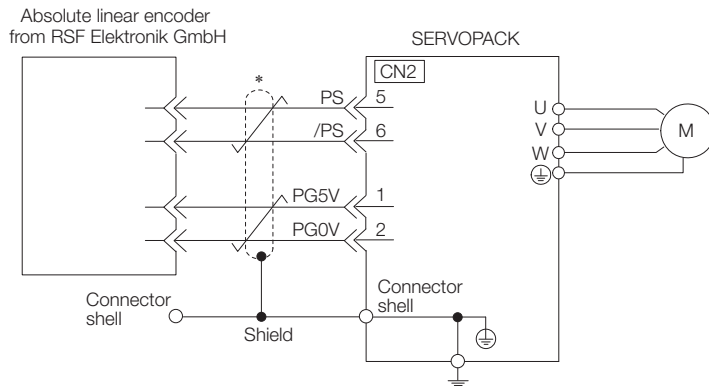 Absolute linear encoder
from RSF Elektronik GmbH
SERVOPACK
CN2
*
PS 5
/PS 6
PG5V 1
PG0V 2
U
V
W
M
Connector
shell
Shield
Connector
shell